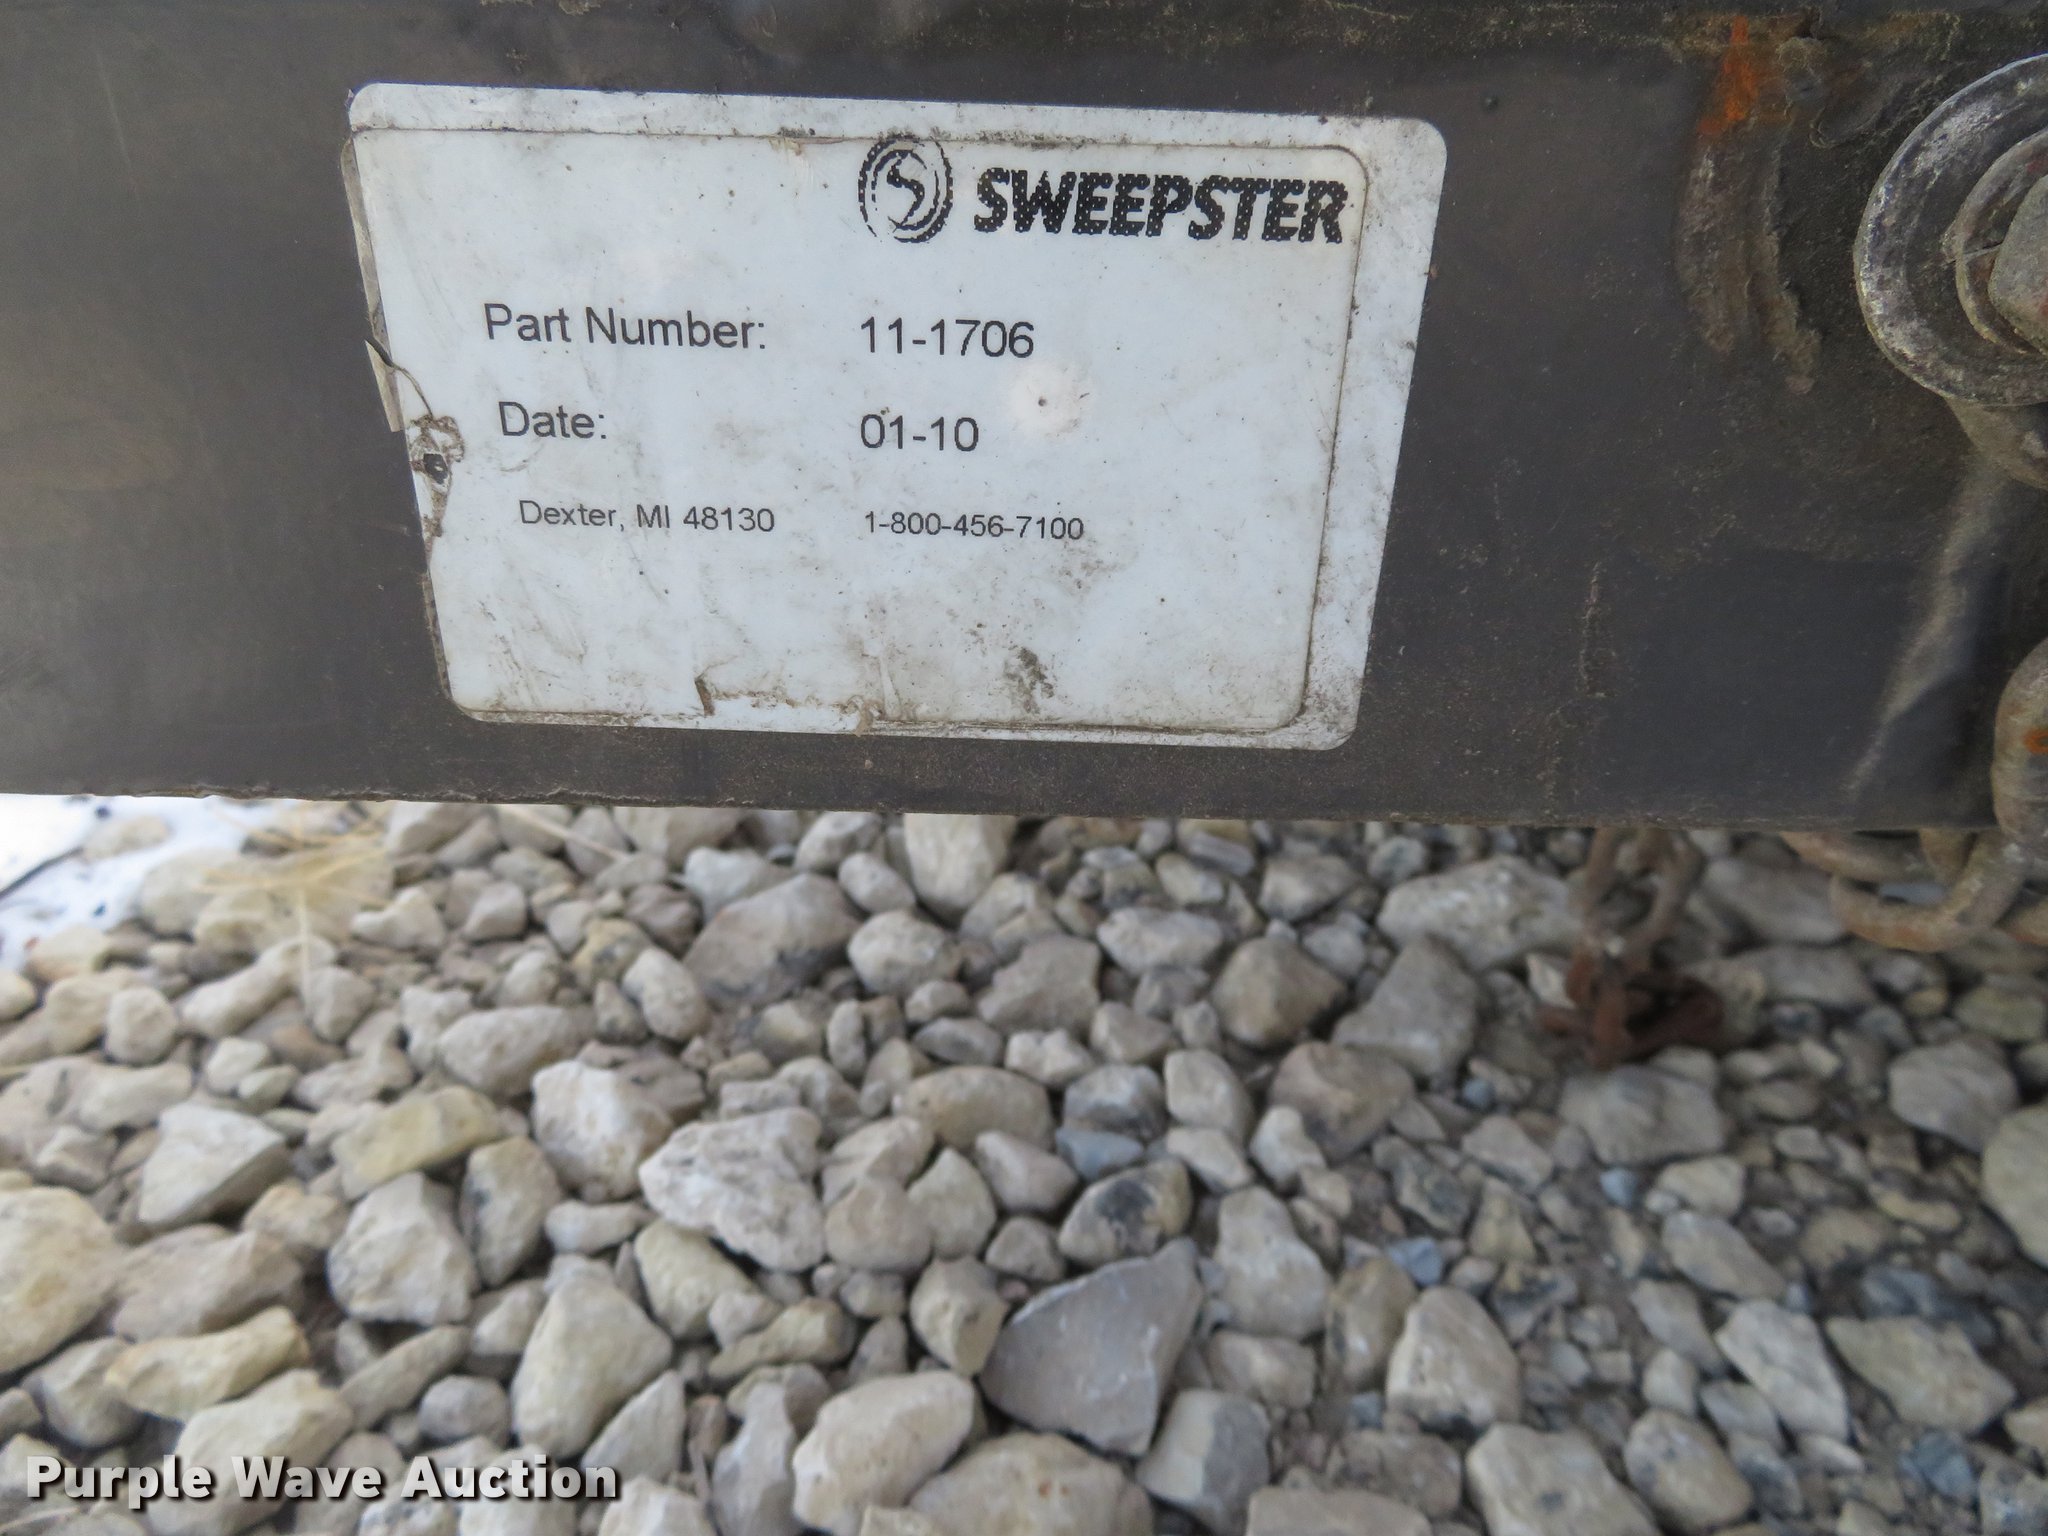 SWEEPSTER
Part Number: 11-1706
Date: 01-10
Dexter, MI 48130 1-800-456-7100
Purple Wave Auction